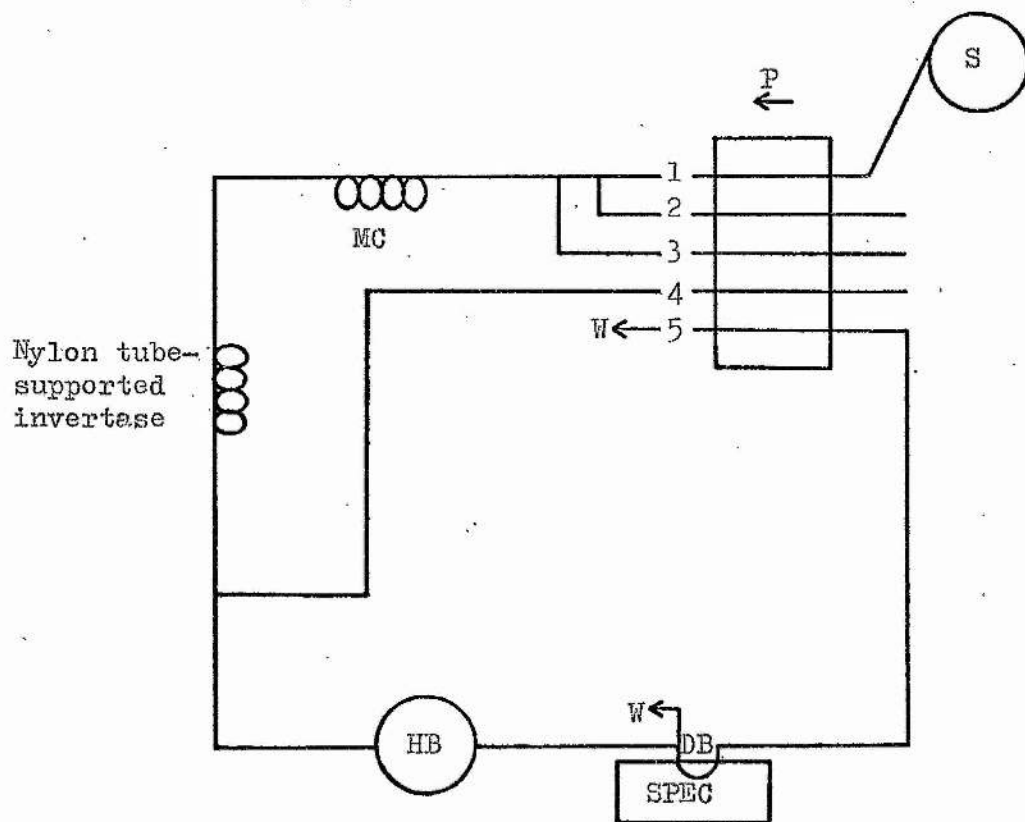 S
P
1
2
MC
3
4
W
5
Nylon tube-
supported
invertase
W
HB
DB
SPEC